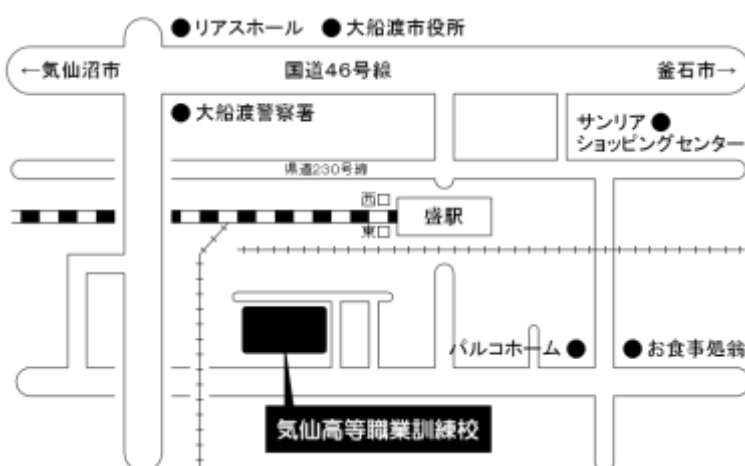 ●リアスホール ●大船渡市役所
←気仙沼市
国道46号線
釜石市→
●大船渡警察署
サンリア●
ショッピングセンター
県道230号線
西口
盛駅
東口
パルコホーム●
●お食事処翁
気仙高等職業訓練校